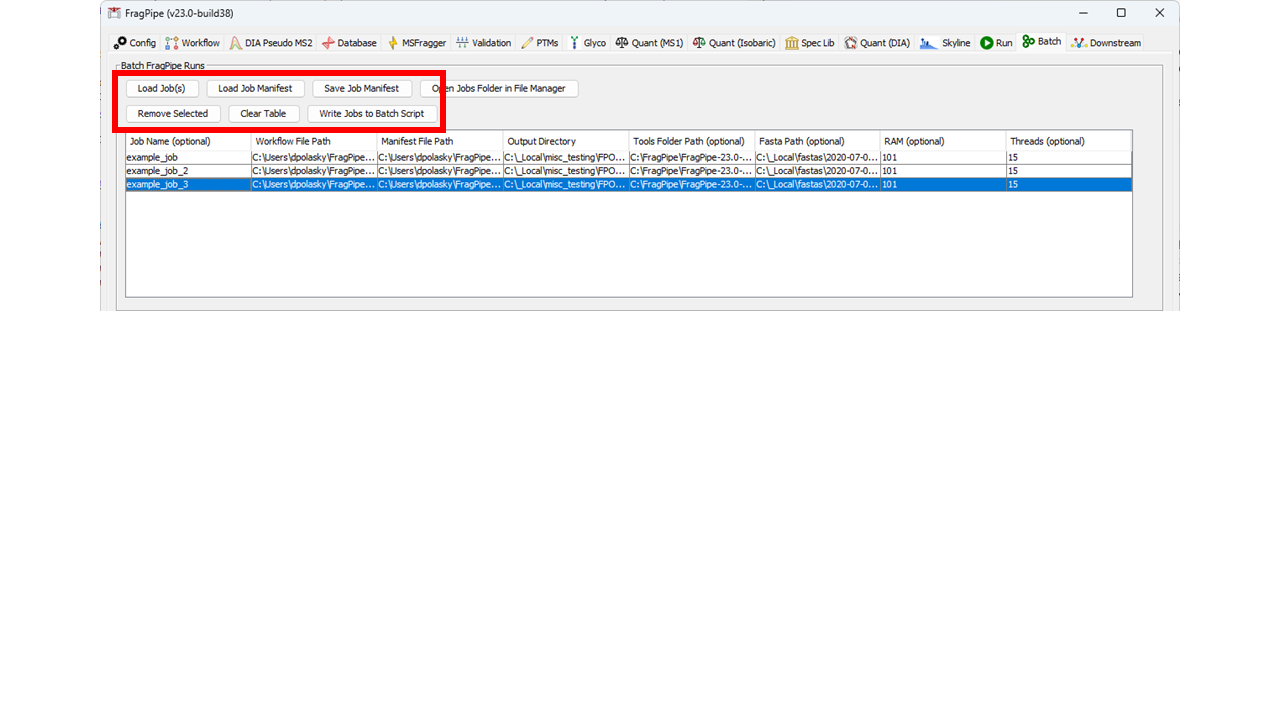 FragPipe (v23.0-build38)
Config Workflow DIA Pseudo MS2 Database MSFragger Validation PTMs Glyco Quant (MS1) Quant (Isobaric) Spec Lib Quant (DIA) Skyline Run Batch Downstream
Batch FragPipe Runs
Load Job(s) Load Job Manifest Save Job Manifest Open Jobs Folder in File Manager
Remove Selected Clear Table Write Jobs to Batch Script
Job Name (optional) Workflow File Path Manifest File Path Output Directory Tools Folder Path (optional) Fasta Path (optional) RAM (optional) Threads (optional)
example_job C:\Users\dpolasky\FragPipe... C:\Users\dpolasky\FragPipe... C:\_Local\misc_testing\FPO... C:\FragPipe\FragPipe-23.0-... C:\_Local\fastas\2020-07-0... 101 15
example_job_2 C:\Users\dpolasky\FragPipe... C:\Users\dpolasky\FragPipe... C:\_Local\misc_testing\FPO... C:\FragPipe\FragPipe-23.0-... C:\_Local\fastas\2020-07-0... 101 15
example_job_3 C:\Users\dpolasky\FragPipe... C:\Users\dpolasky\FragPipe... C:\_Local\misc_testing\FPO... C:\FragPipe\FragPipe-23.0-... C:\_Local\fastas\2020-07-0... 101 15